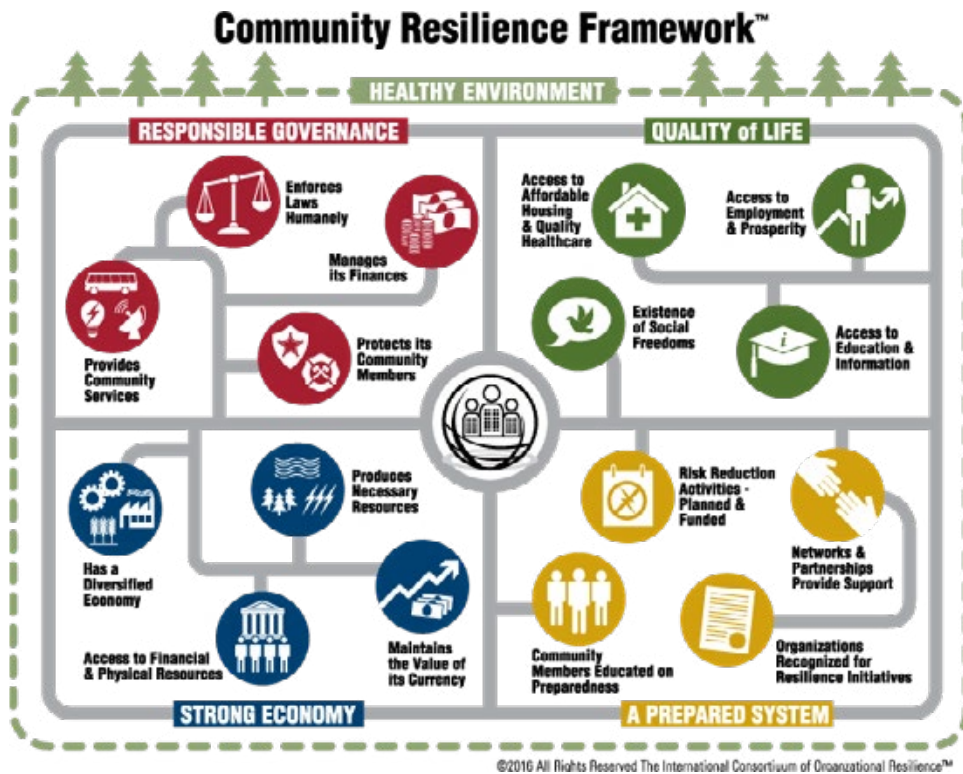 Community Resilience Framework™
HEALTHY ENVIRONMENT
RESPONSIBLE GOVERNANCE
Enforces
Laws
Humanely
Manages
its Finances
Provides
Community
Services
Protects its
Community
Members
QUALITY of LIFE
Access to
Affordable
Housing
& Quality
Healthcare
Access to
Employment
& Prosperity
Existence
of Social
Freedoms
i
Access to
Education &
Information
Has a
Diversified
Economy
Produces
Necessary
Resources
Access to Financial
& Physical Resources
Maintains
the Value of
its Currency
STRONG ECONOMY
Risk Reduction
Activities -
Planned &
Funded
Networks &
Partnerships
Provide Support
Community
Members Educated on
Preparedness
Organizations
Recognized for
Resilience Initiatives
A PREPARED SYSTEM
©2016 All Rights Reserved The International Consortiuum of Organzational Resilience™